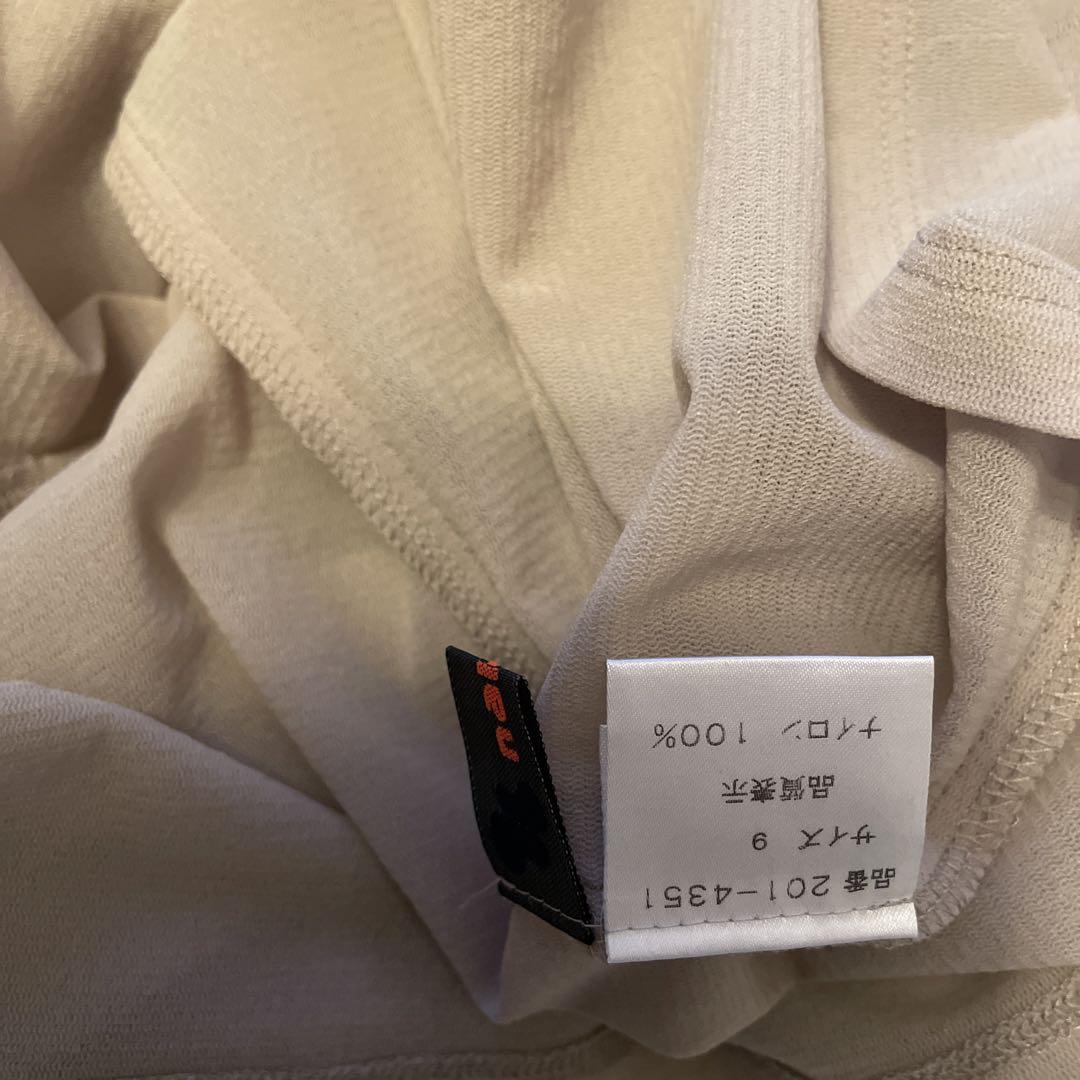 品番 201-4351
サイズ 9
品質表示
ナイロン 100%